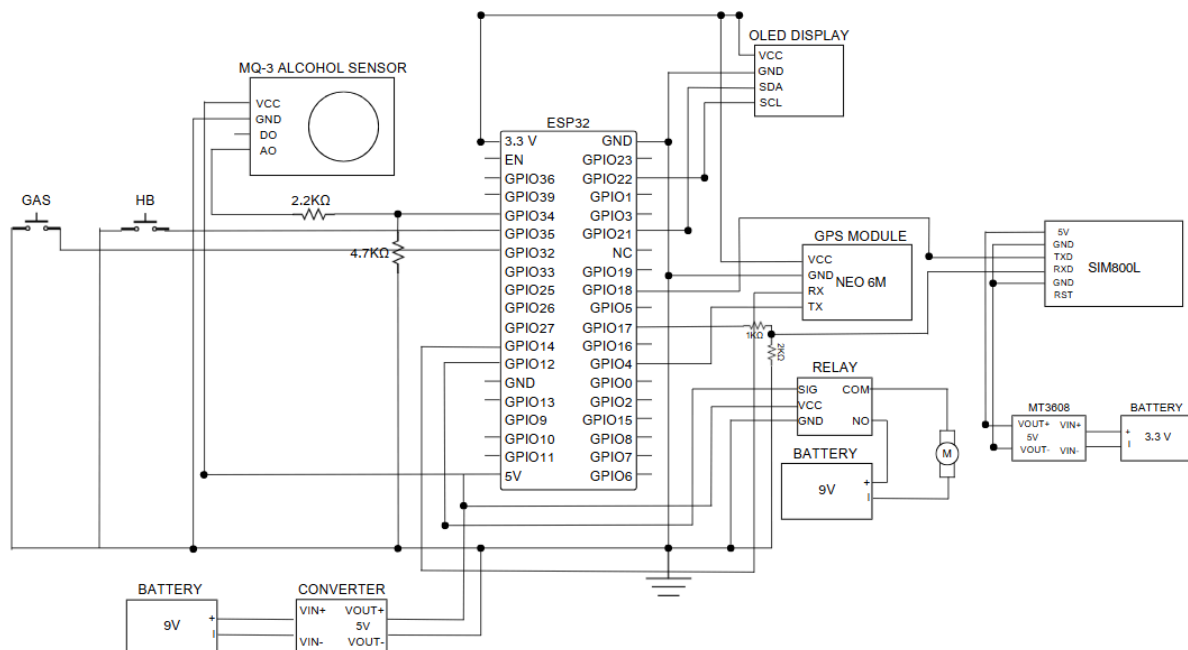 OLED DISPLAY
VCC
GND
SDA
SCL
MQ-3 ALCOHOL SENSOR
VCC
GND
DO
AO
ESP32
3.3 V
EN
GPIO36
GPIO39
GPIO34
GPIO35
GPIO32
GPIO33
GPIO25
GPIO26
GPIO27
GPIO14
GPIO12
GND
GPIO13
GPIO9
GPIO10
GPIO11
5V
GND
GPIO23
GPIO22
GPIO1
GPIO3
GPIO21
NC
GPIO19
GPIO18
GPIO5
GPIO17
GPIO16
GPIO4
GPIO0
GPIO2
GPIO15
GPIO8
GPIO7
GPIO6
GAS
HB
2.2KΩ
4.7KΩ
GPS MODULE
VCC
GND
RX
TX
NEO 6M
5V
GND
TXD
RXD
GND
RST
SIM800L
1KΩ
2KΩ
RELAY
SIG
VCC
GND
COM
NO
M
BATTERY
9V
+
I
MT3608
VOUT+
5V
VOUT-
VIN+
VIN-
BATTERY
+
I
3.3 V
BATTERY
9V
+
I
CONVERTER
VIN+
VIN-
VOUT+
5V
VOUT-